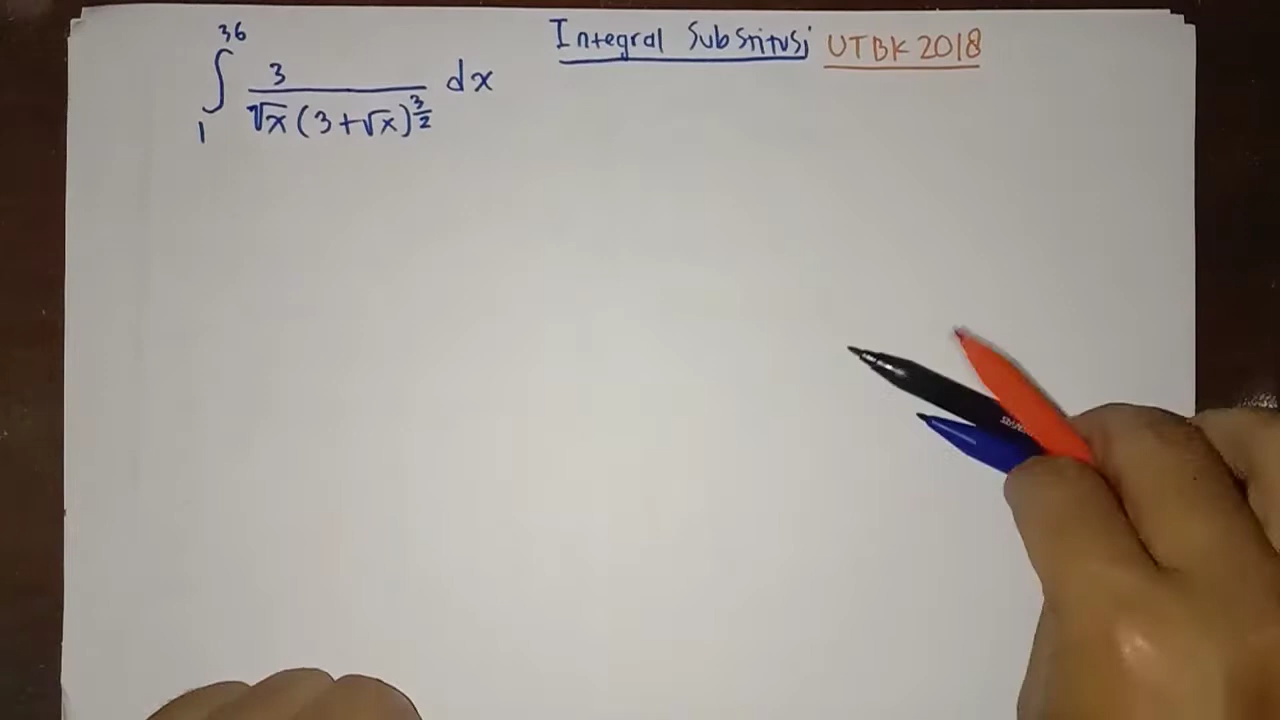 Integral Substitusi UTBK 2018
∫₁³⁶ 3/(√x(3+√x)^(3/2)) dx